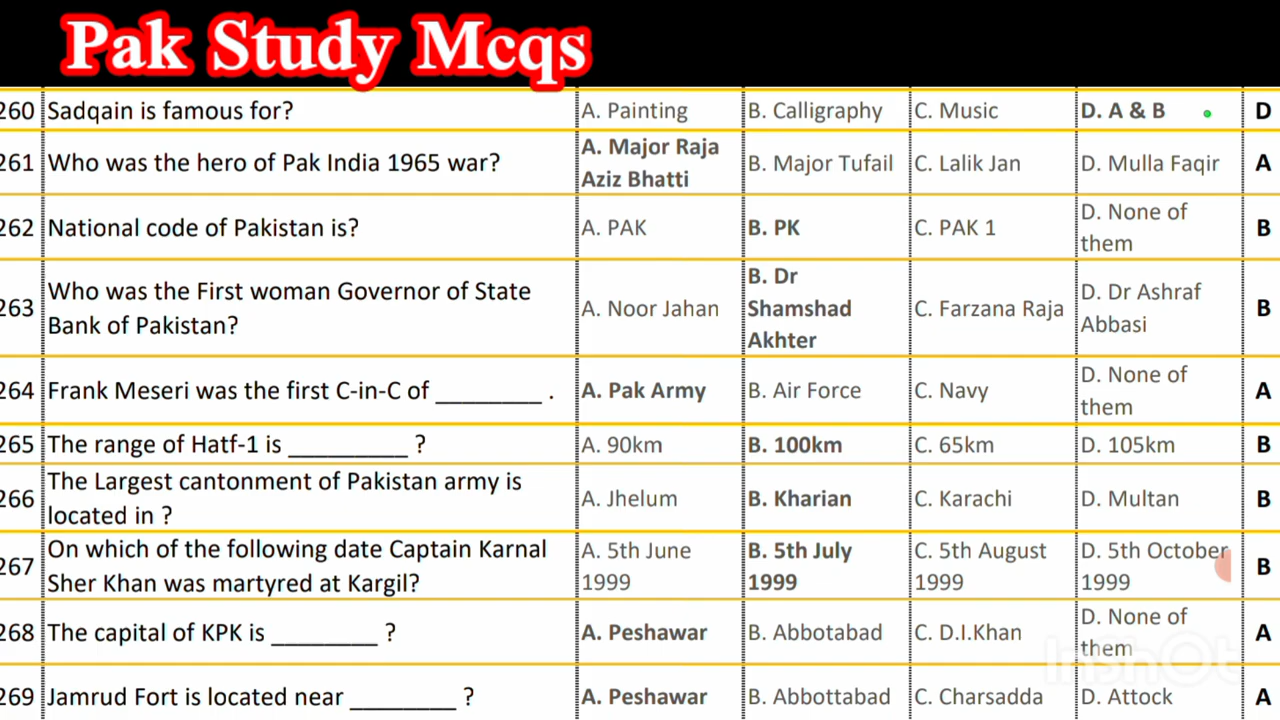 Pak Study Mcqs
260 Sadqain is famous for? A. Painting B. Calligraphy C. Music D. A & B D
261 Who was the hero of Pak India 1965 war? A. Major Raja Aziz Bhatti B. Major Tufail C. Lalik Jan D. Mulla Faqir A
262 National code of Pakistan is? A. PAK B. PK C. PAK 1 D. None of them B
263 Who was the First woman Governor of State Bank of Pakistan? A. Noor Jahan B. Dr Shamshad Akhter C. Farzana Raja D. Dr Ashraf Abbasi B
264 Frank Meseri was the first C-in-C of ________ . A. Pak Army B. Air Force C. Navy D. None of them A
265 The range of Hatf-1 is _________ ? A. 90km B. 100km C. 65km D. 105km B
266 The Largest cantonment of Pakistan army is located in ? A. Jhelum B. Kharian C. Karachi D. Multan B
267 On which of the following date Captain Karnal Sher Khan was martyred at Kargil? A. 5th June 1999 B. 5th July 1999 C. 5th August 1999 D. 5th October 1999 B
268 The capital of KPK is ________ ? A. Peshawar B. Abbotabad C. D.I.Khan D. None of them A
InShOt
269 Jamrud Fort is located near ________ ? A. Peshawar B. Abbottabad C. Charsadda D. Attock A